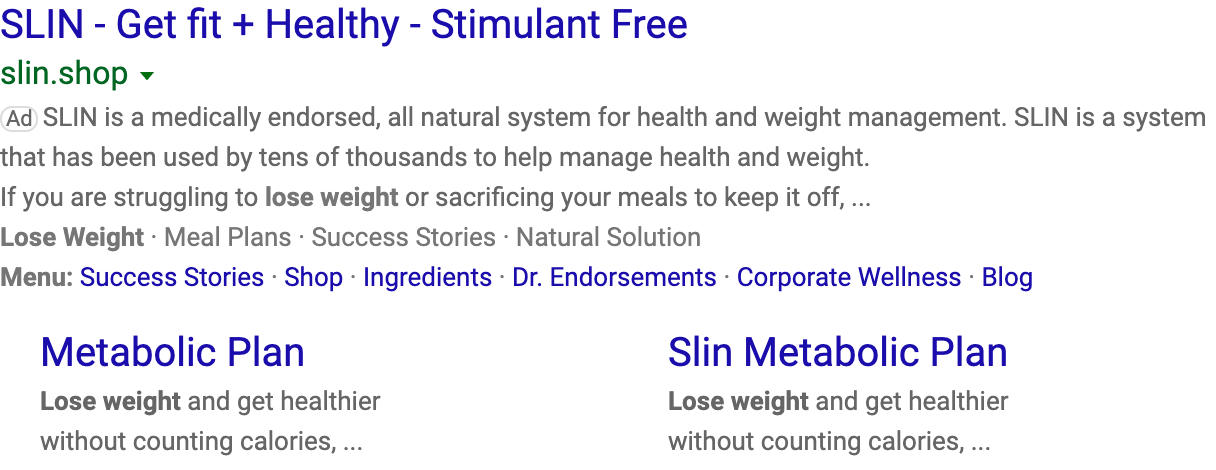 SLIN - Get fit + Healthy - Stimulant Free
slin.shop
Ad SLIN is a medically endorsed, all natural system for health and weight management. SLIN is a system
that has been used by tens of thousands to help manage health and weight.
If you are struggling to lose weight or sacrificing your meals to keep it off, ...
Lose Weight · Meal Plans · Success Stories · Natural Solution
Menu: Success Stories · Shop · Ingredients · Dr. Endorsements · Corporate Wellness · Blog
Metabolic Plan
Lose weight and get healthier
without counting calories, ...
Slin Metabolic Plan
Lose weight and get healthier
without counting calories, ...